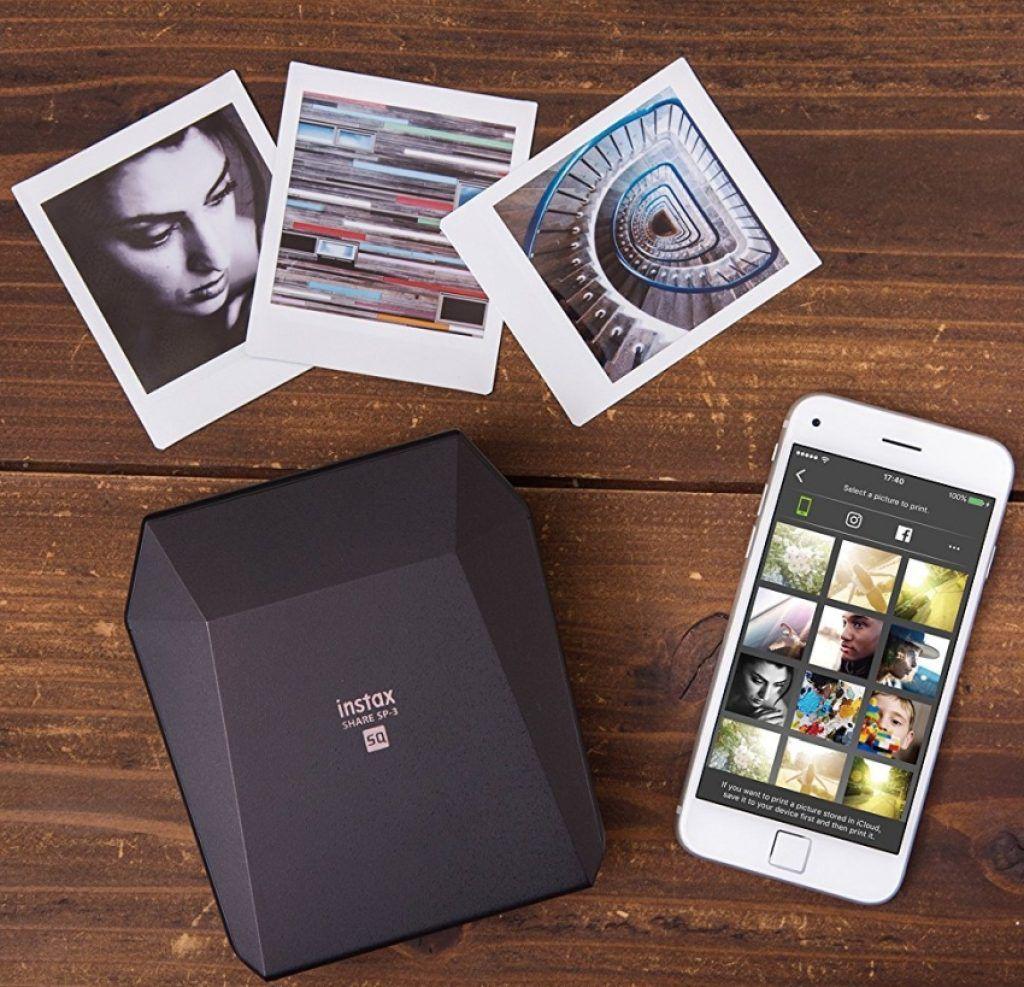 17:40
100%
Select a picture to print.
If you want to print a picture stored in iCloud,
save it to your device first and then print it.
instax
SHARE SP-3
SQ